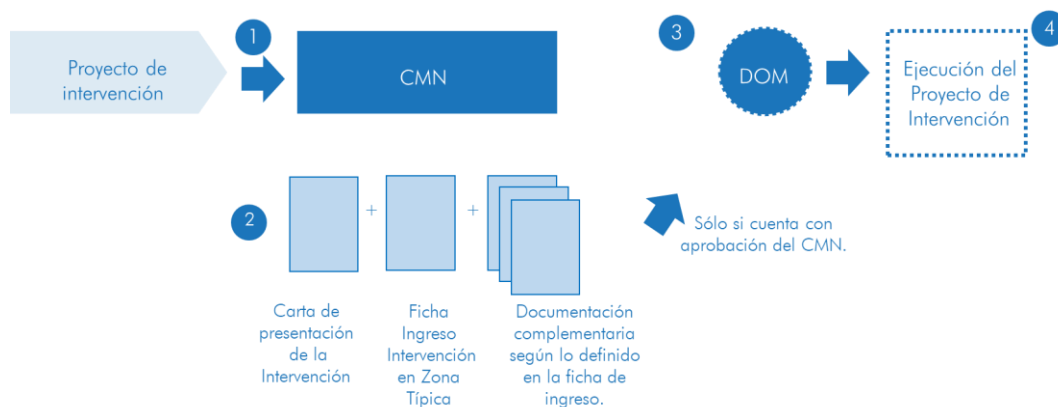 1
Proyecto de
intervención
CMN
3
DOM
4
Ejecución del
Proyecto de
Intervención
2
+
+
Carta de
presentación
de la
Intervención
Ficha
Ingreso
Intervención
en Zona
Típica
Documentación
complementaria
según lo definido
en la ficha de
ingreso.
Sólo si cuenta con
aprobación del CMN.